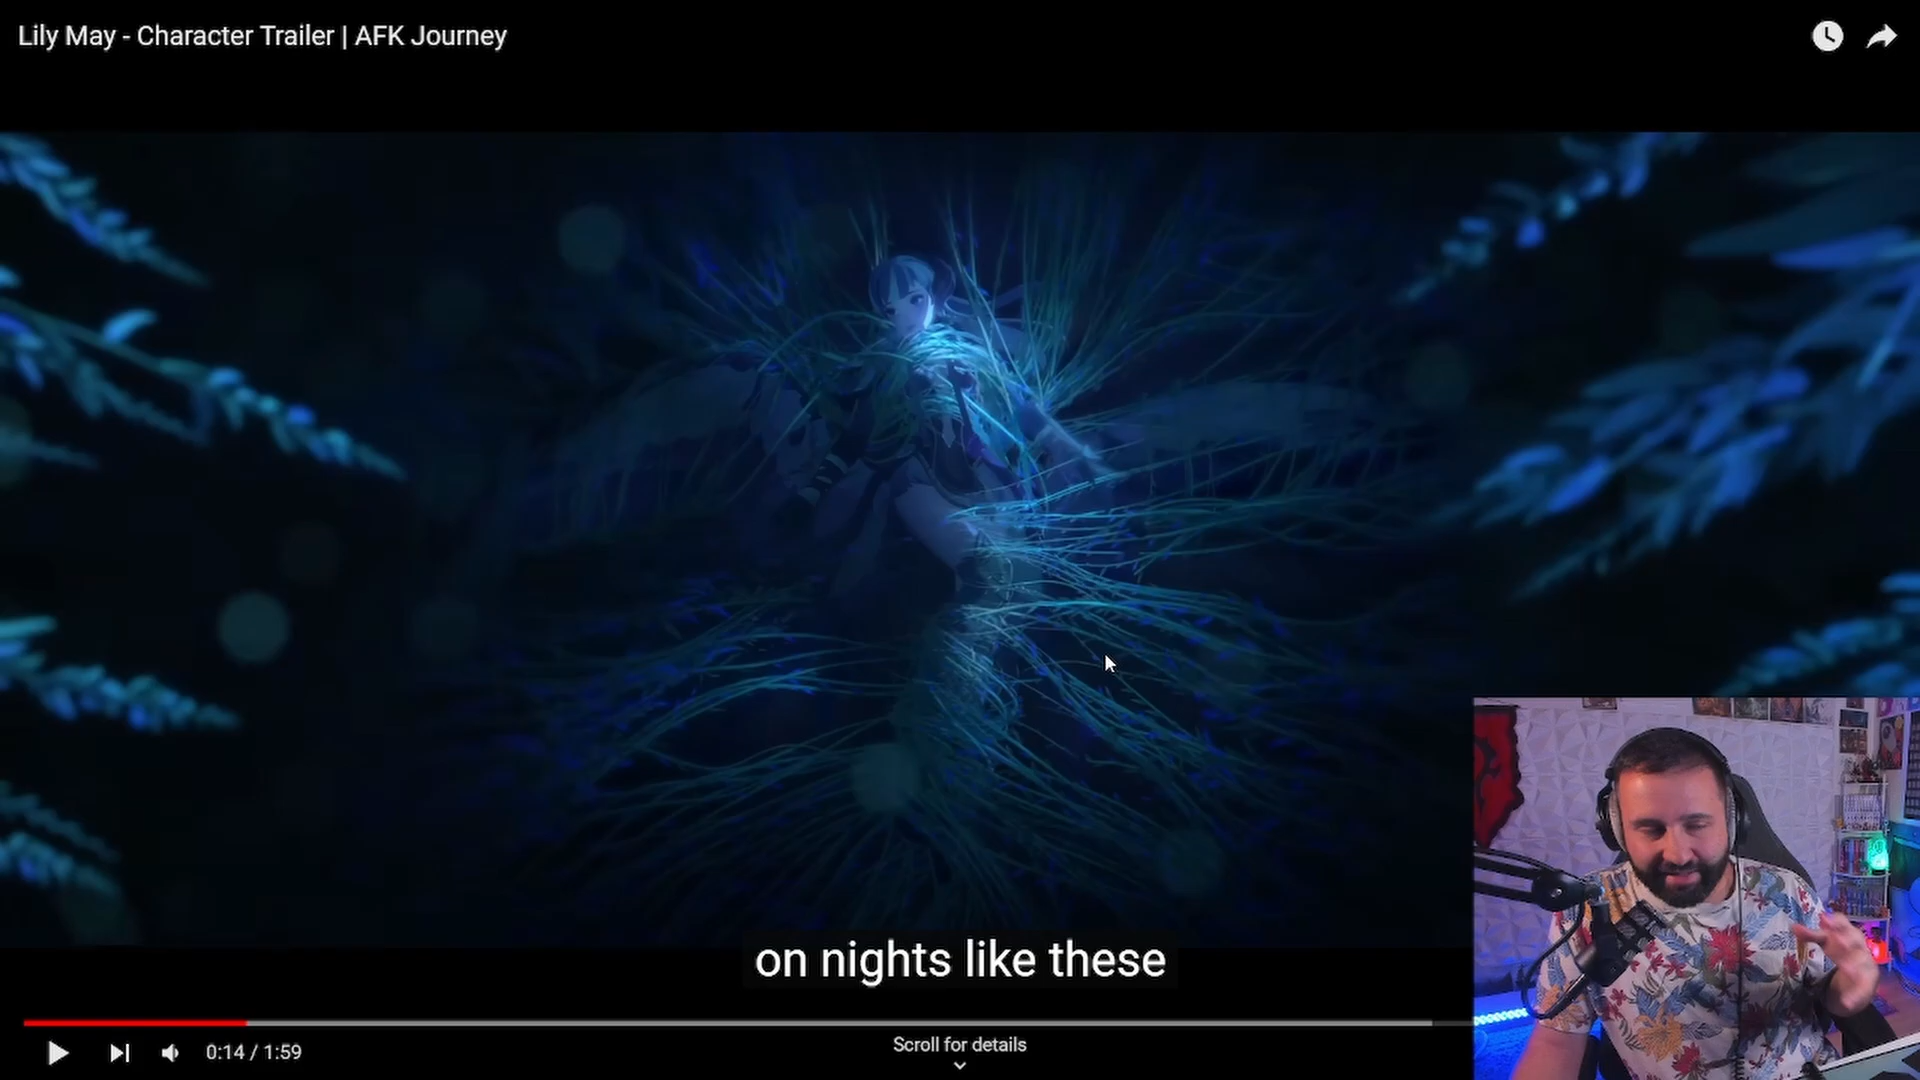 Lily May - Character Trailer | AFK Journey
on nights like these
0:14 / 1:59
Scroll for details